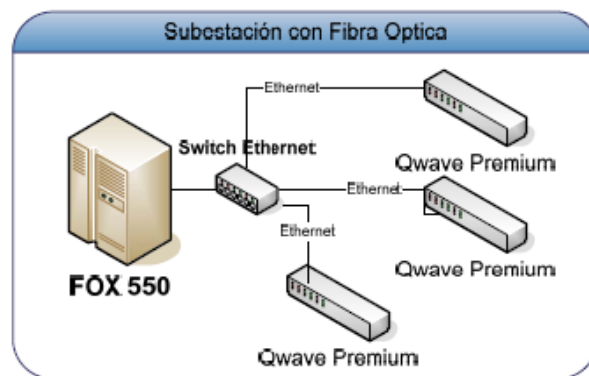 Subestación con Fibra Optica
Ethernet
Switch Ethernet
Qwave Premium
Ethernet
Ethernet
FOX 550
Qwave Premium
Qwave Premium